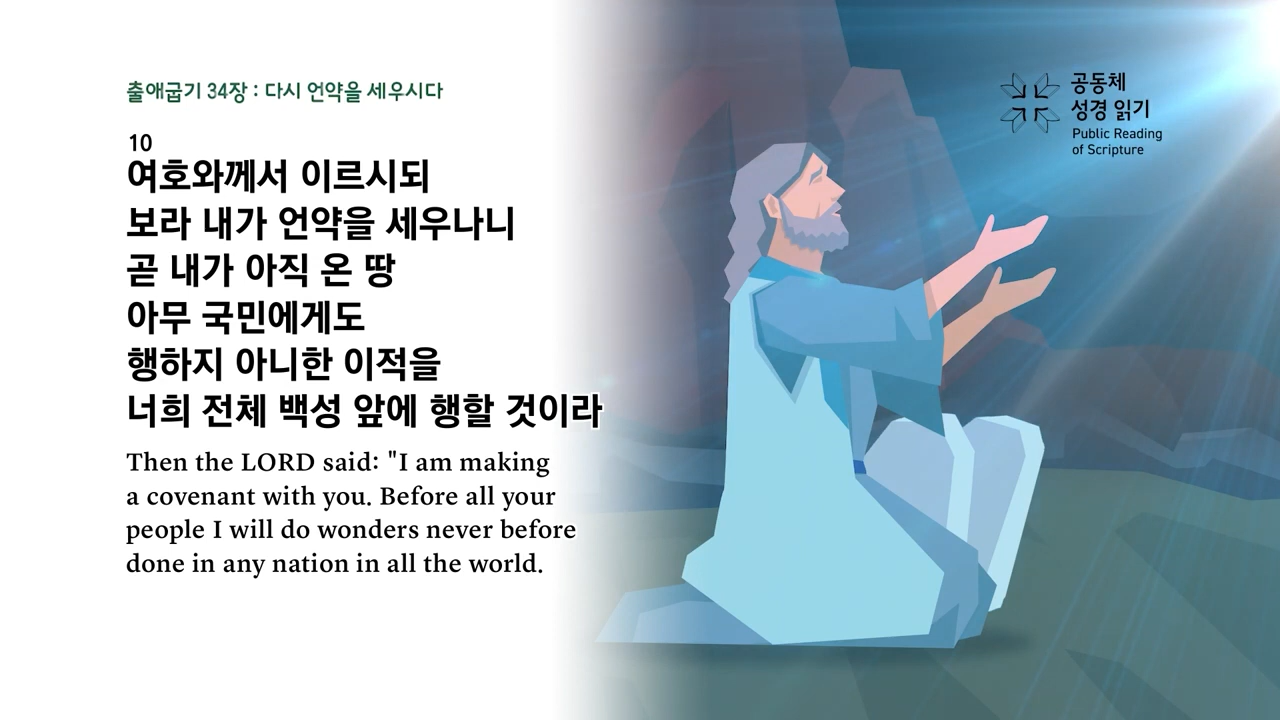 출애굽기 34장 : 다시 언약을 세우시다
10
여호와께서 이르시되
보라 내가 언약을 세우나니
곧 내가 아직 온 땅
아무 국민에게도
행하지 아니한 이적을
너희 전체 백성 앞에 행할 것이라
Then the LORD said: "I am making
a covenant with you. Before all your
people I will do wonders never before
done in any nation in all the world.
공동체
성경 읽기
Public Reading
of Scripture